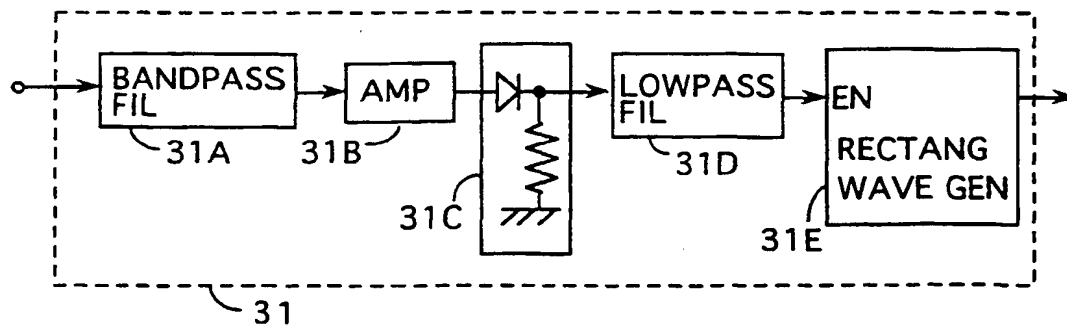 BANDPASS
FIL
31A
AMP
31B
31C
LOWPASS
FIL
31D
EN
RECTANG
WAVE GEN
31E
31